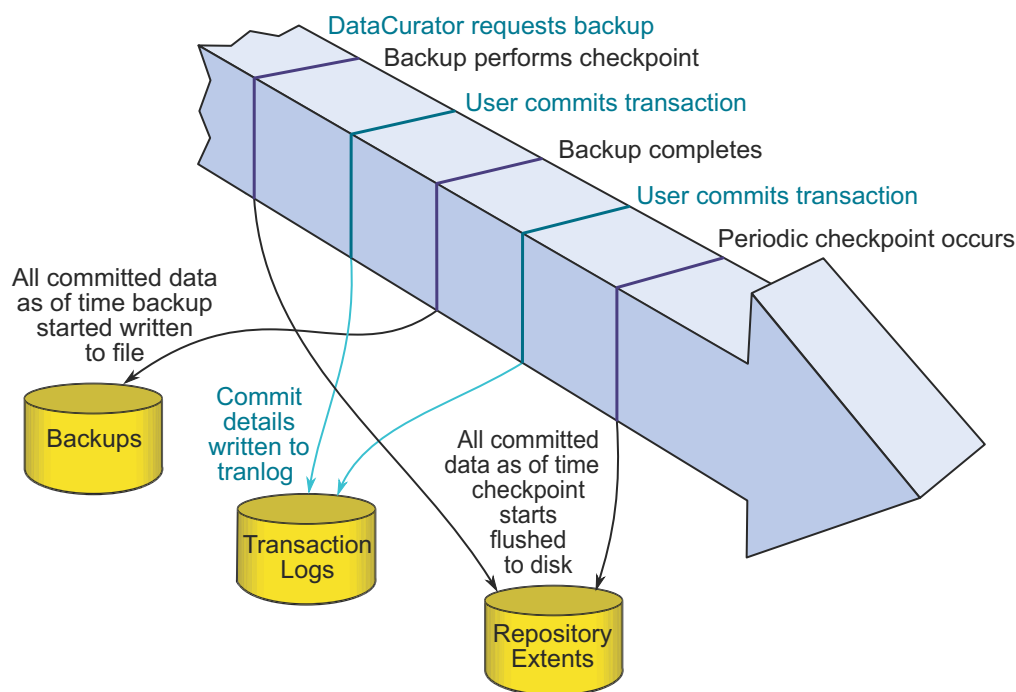 DataCurator requests backup
Backup performs checkpoint
User commits transaction
Backup completes
User commits transaction
Periodic checkpoint occurs
All committed data
as of time backup
started written
to file
Backups
Commit
details
written to
tranlog
Transaction
Logs
All committed
data as of time
checkpoint
starts
flushed
to disk
Repository
Extents